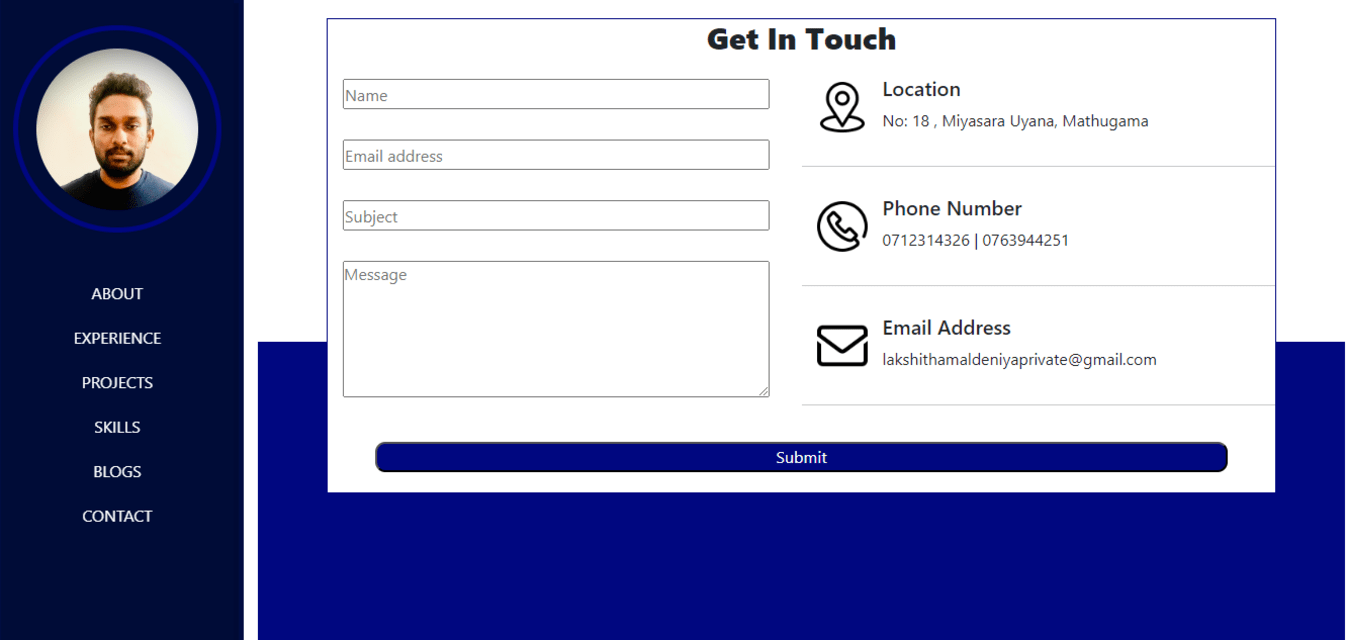 ABOUT
EXPERIENCE
PROJECTS
SKILLS
BLOGS
CONTACT
Get In Touch
Name
Email address
Subject
Message
Location
No: 18 , Miyasara Uyana, Mathugama
Phone Number
0712314326 | 0763944251
Email Address
lakshithamaldeniyaprivate@gmail.com
Submit